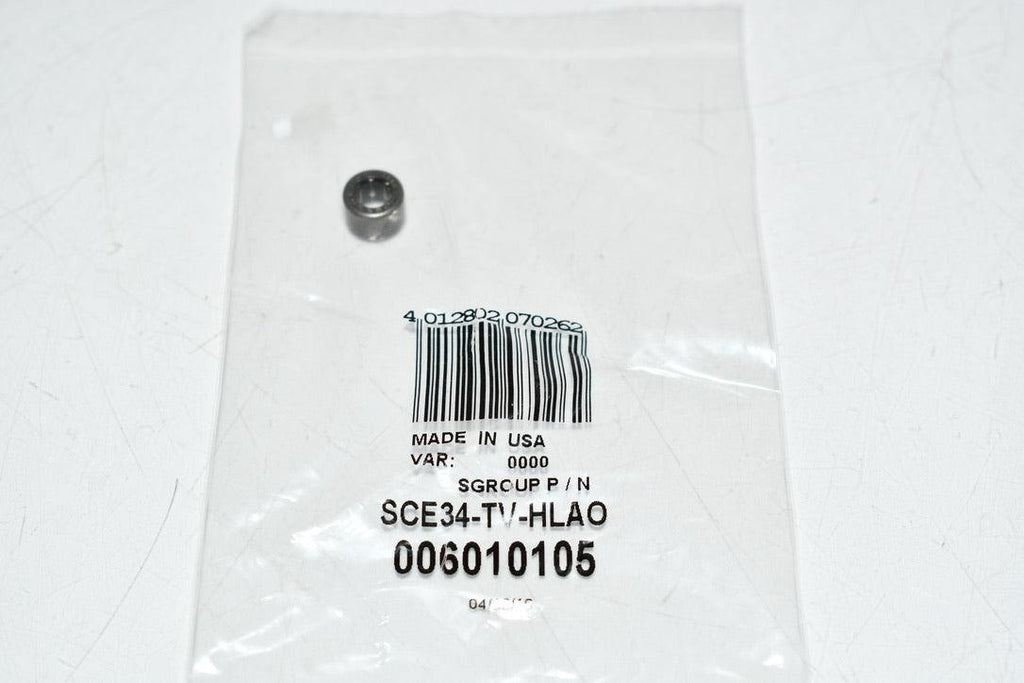 4 012802 070262
MADE IN USA
VAR: 0000
SGROUP P/N
SCE34-TV-HLAO
006010105